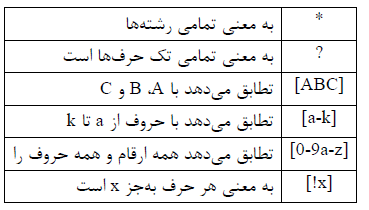 * به معنی تمامی رشته‌ها
? به معنی تمامی تک حرف‌ها است
[ABC] تطابق می‌دهد با A، B و C
[a-k] تطابق می‌دهد با حروف از a تا k
[0-9a-z] تطابق می‌دهد همه ارقام و همه حروف را
[!x] به معنی هر حرف به‌جز x است